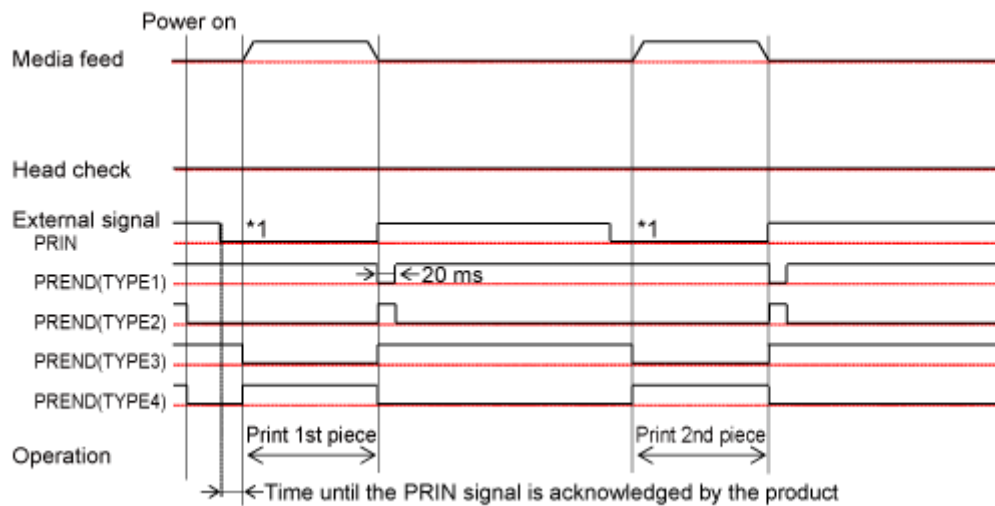 Power on
Media feed
Head check
External signal
*1 *1
PRIN
PREND(TYPE1)
20 ms
PREND(TYPE2)
PREND(TYPE3)
PREND(TYPE4)
Print 1st piece Print 2nd piece
Operation
Time until the PRIN signal is acknowledged by the product